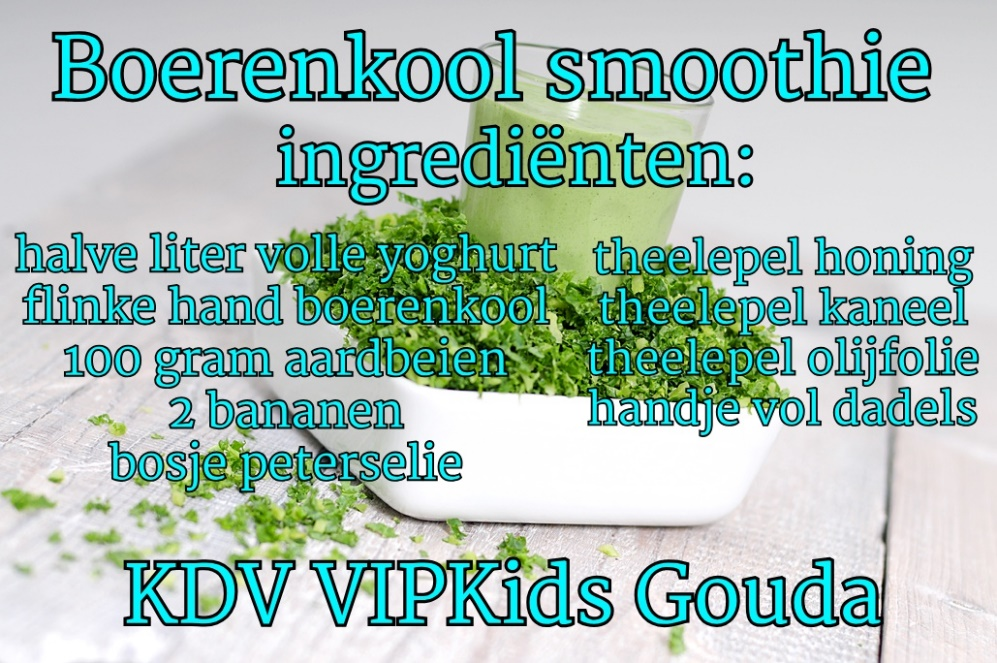 Boerenkool smoothie
ingrediënten:
halve liter volle yoghurt
flinke hand boerenkool
100 gram aardbeien
2 bananen
bosje peterselie
theelepel honing
theelepel kaneel
theelepel olijfolie
handje vol dadels
KDV VIPKids Gouda